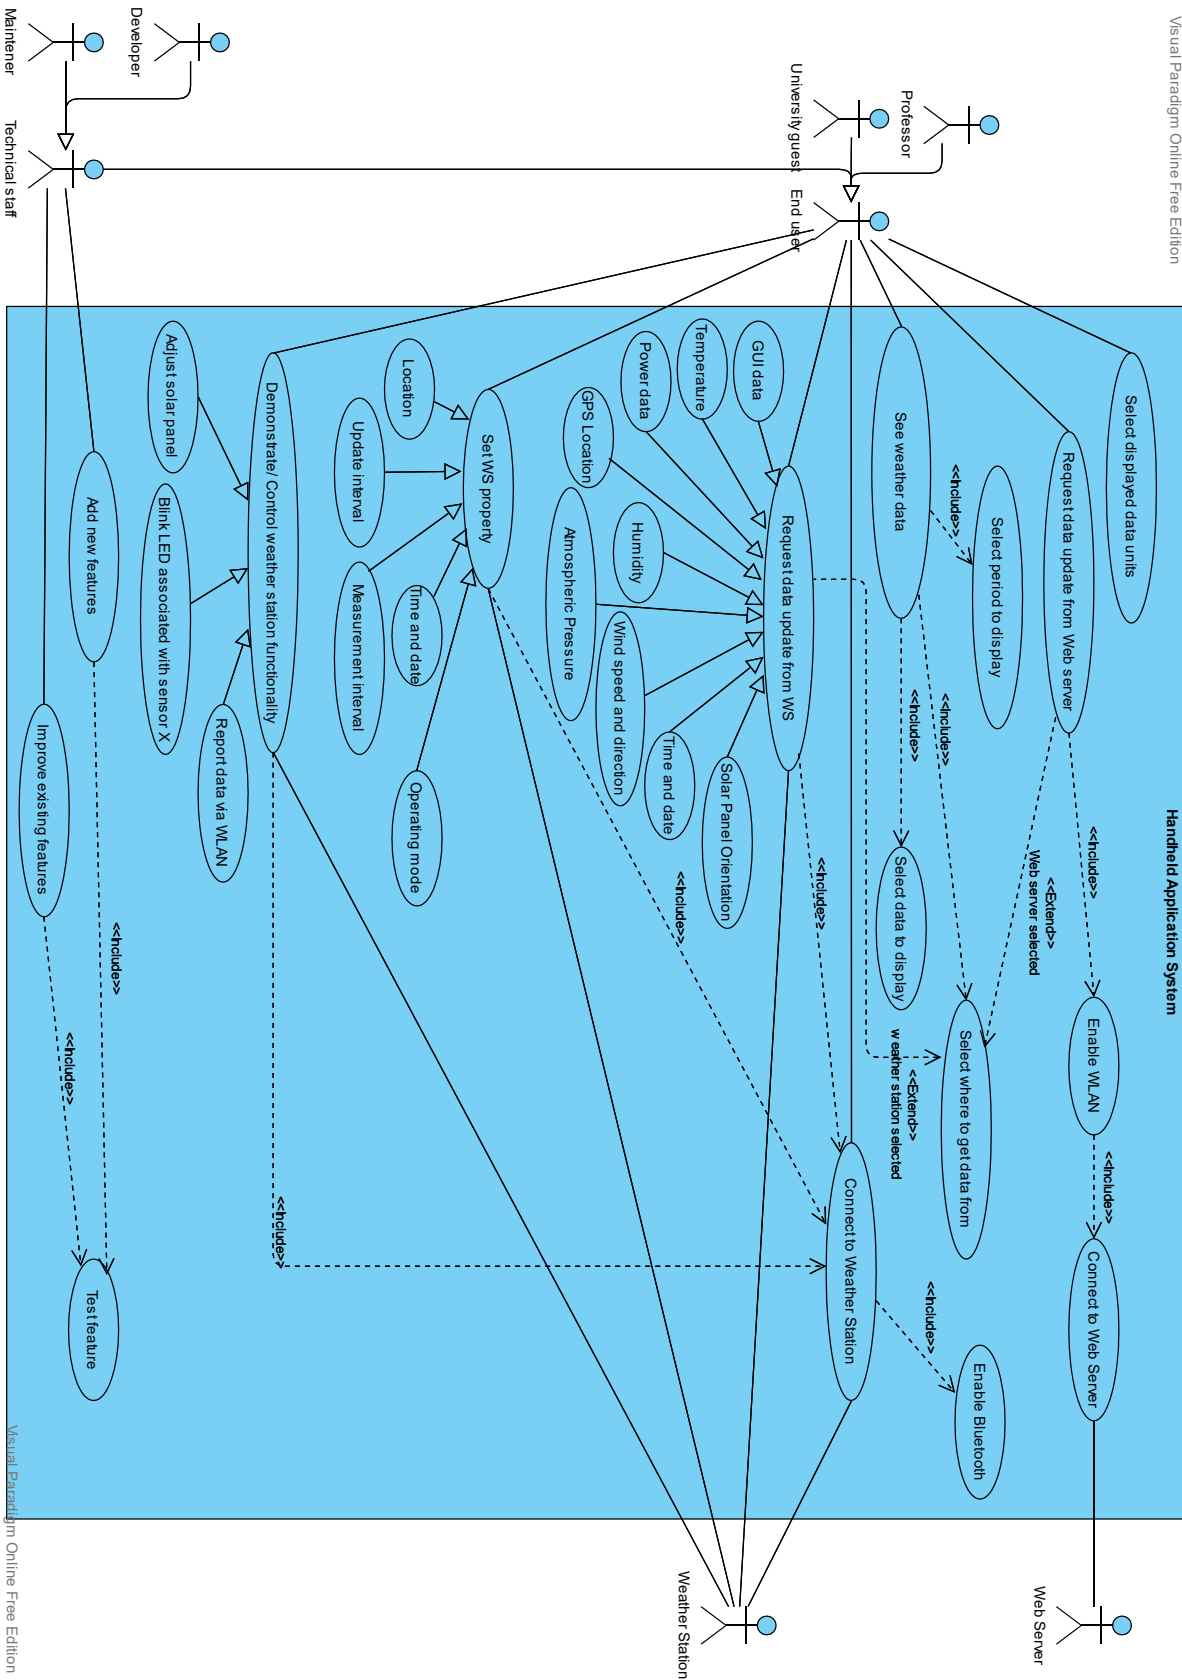 Visual Paradigm Online Free Edition
Handheld Application System
Select displayed data units
Request data update from Web server
<<Include>>
Enable WLAN
<<Include>>
Connect to Web Server
Web Server
<<Extend>>
Web server selected
Select period to display
<<Include>>
Professor
See weather data
<<Include>>
<<Include>>
Select data to display
Select where to get data from
<<Extend>>
weather station selected
<<Include>>
Enable Bluetooth
University guest
End user
Connect to Weather Station
<<Include>>
Request data update from WS
GUI data
Temperature
Power data
GPS Location
Atmospheric Pressure
Humidity
Wind speed and direction
Time and date
Solar Panel Orientation
<<Include>>
Weather Station
Set WS property
Location
Update interval
Measurement interval
Time and date
Operating mode
Demonstrate/ Control weather station functionality
<<Include>>
Adjust solar panel
Blink LED associated with sensor X
Report data via WLAN
Developer
Maintener
Technical staff
Add new features
<<Include>>
Improve existing features
<<Include>>
Test feature
Visual Paradigm Online Free Edition